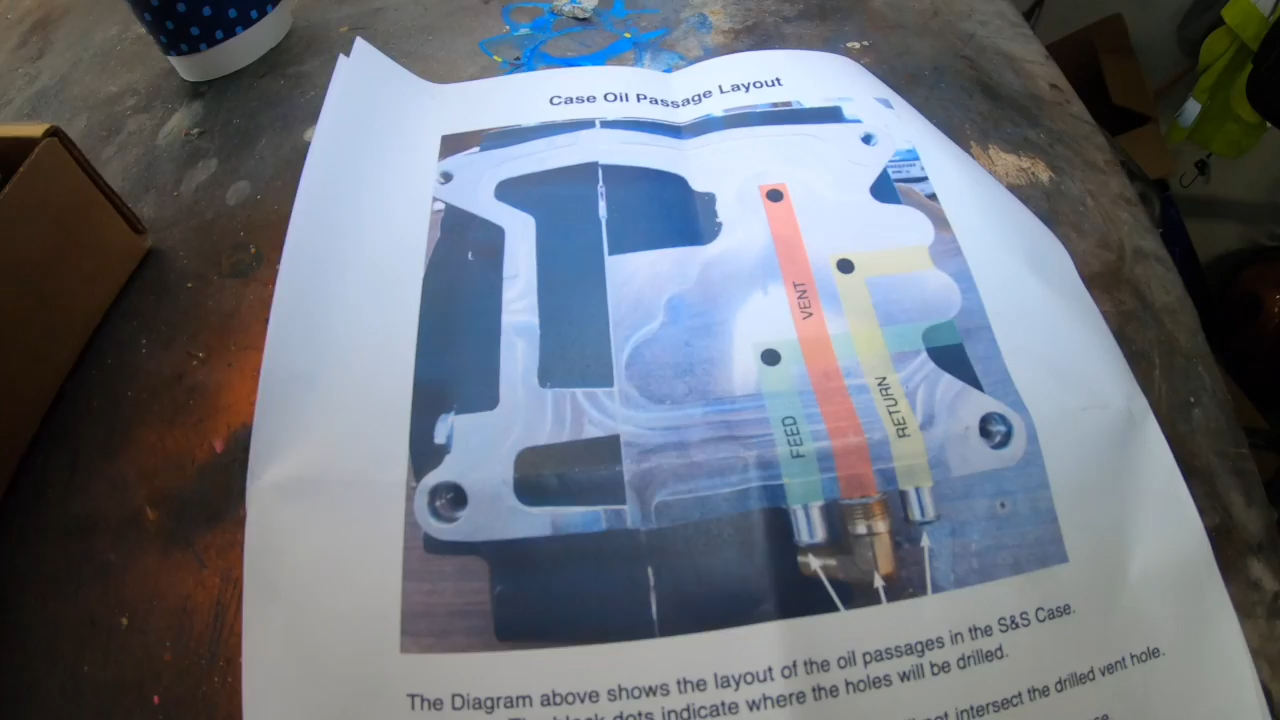 Case Oil Passage Layout
VENT
RETURN
FEED
The Diagram above shows the layout of the oil passages in the S&S Case.
The black dots indicate where the holes will be drilled.
not intersect the drilled vent hole.